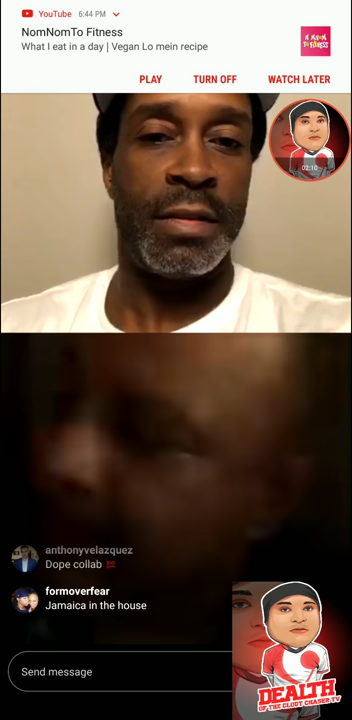 YouTube 6:44 PM
NomNomTo Fitness
What I eat in a day | Vegan Lo mein recipe
PLAY TURN OFF WATCH LATER
02:10
anthonyvelazquez
Dope collab
formoverfear
Jamaica in the house
Send message
DEALTH
OF THE CLOUT CHASER TV